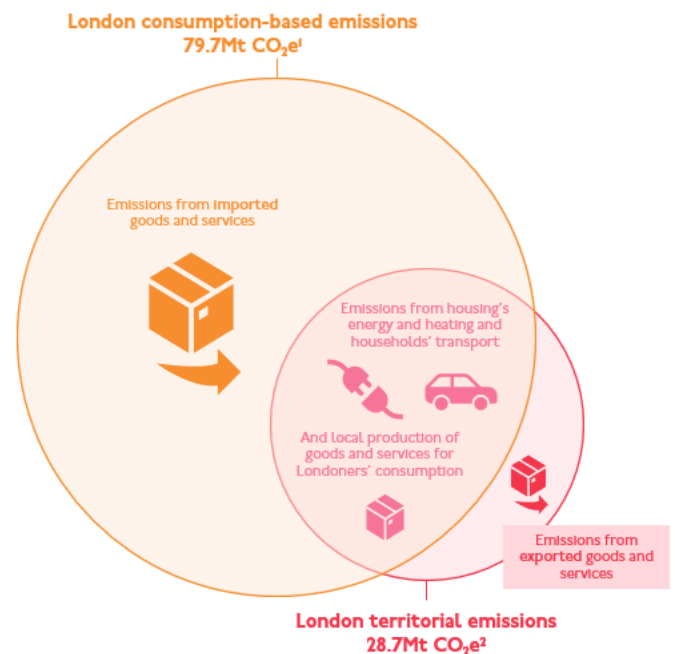 London consumption-based emissions
79.7Mt CO₂e¹
Emissions from imported
goods and services
Emissions from housing's
energy and heating and
households' transport
And local production of
goods and services for
Londoners' consumption
Emissions from
exported goods and
services
London territorial emissions
28.7Mt CO₂e²